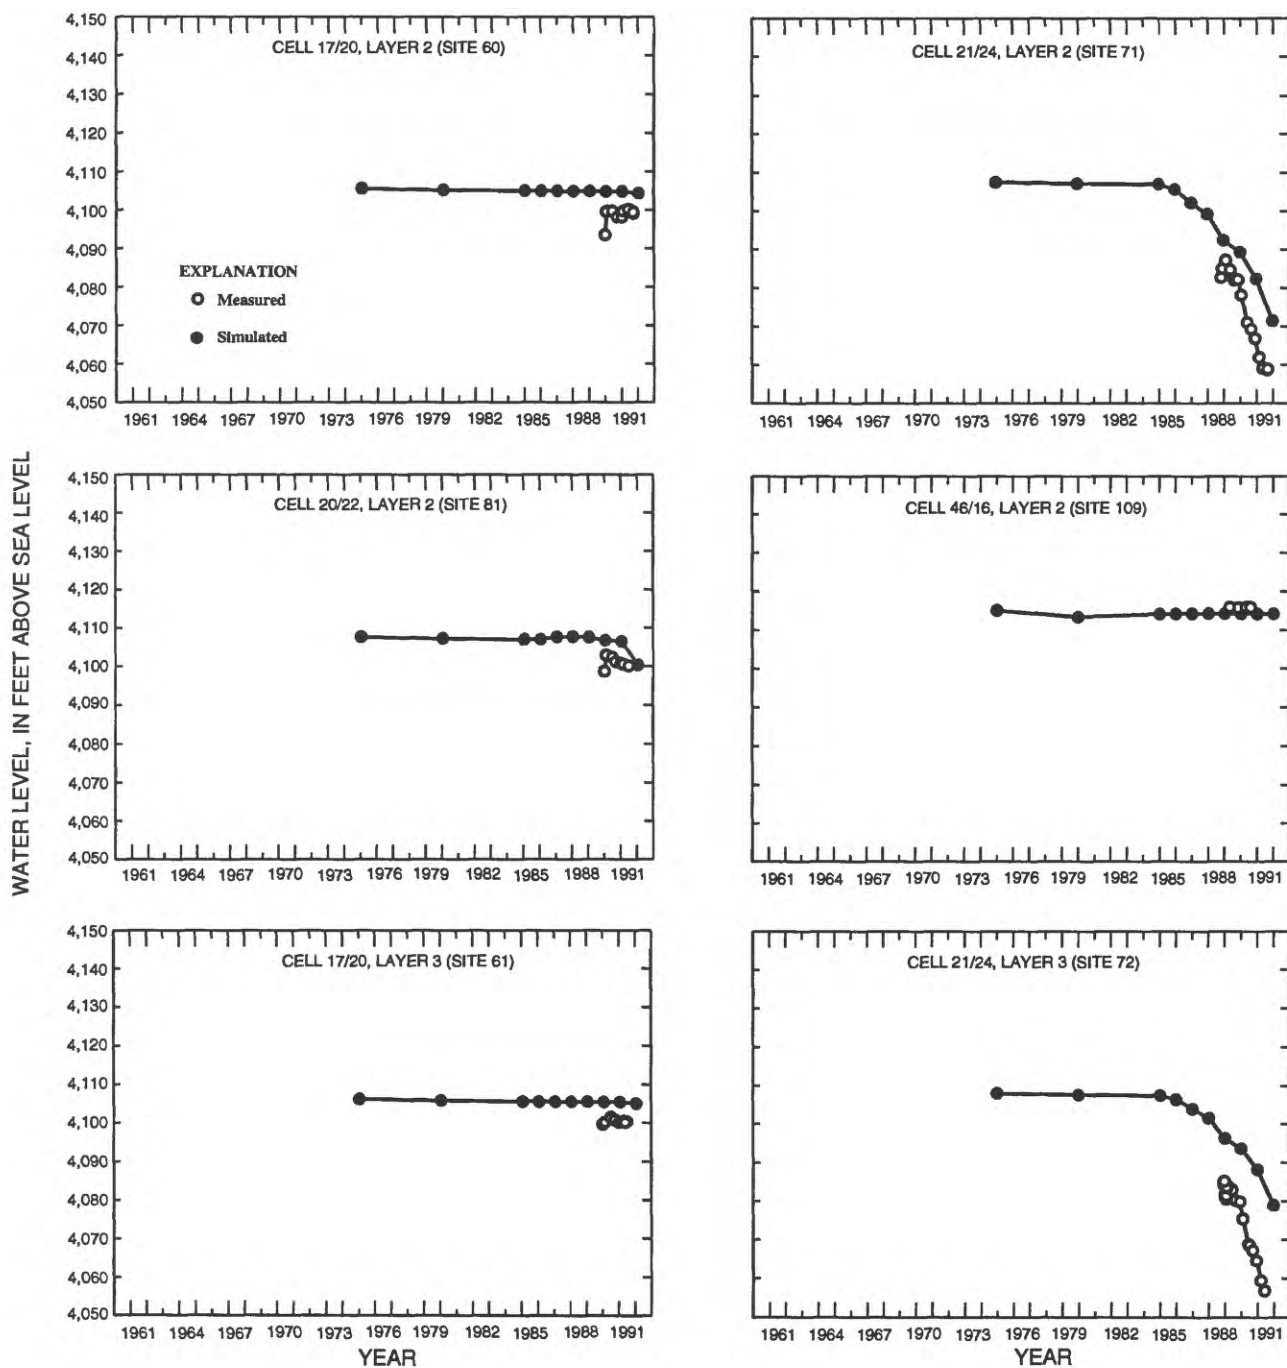 WATER LEVEL, IN FEET ABOVE SEA LEVEL
4,150
4,140
4,130
4,120
4,110
4,100
4,090
4,080
4,070
4,060
4,050
CELL 17/20, LAYER 2 (SITE 60)
EXPLANATION
Measured
Simulated
1961 1964 1967 1970 1973 1976 1979 1982 1985 1988 1991
CELL 21/24, LAYER 2 (SITE 71)
1961 1964 1967 1970 1973 1976 1979 1982 1985 1988 1991
4,150
4,140
4,130
4,120
4,110
4,100
4,090
4,080
4,070
4,060
4,050
CELL 20/22, LAYER 2 (SITE 81)
1961 1964 1967 1970 1973 1976 1979 1982 1985 1988 1991
CELL 46/16, LAYER 2 (SITE 109)
1961 1964 1967 1970 1973 1976 1979 1982 1985 1988 1991
4,150
4,140
4,130
4,120
4,110
4,100
4,090
4,080
4,070
4,060
4,050
CELL 17/20, LAYER 3 (SITE 61)
1961 1964 1967 1970 1973 1976 1979 1982 1985 1988 1991
YEAR
CELL 21/24, LAYER 3 (SITE 72)
1961 1964 1967 1970 1973 1976 1979 1982 1985 1988 1991
YEAR